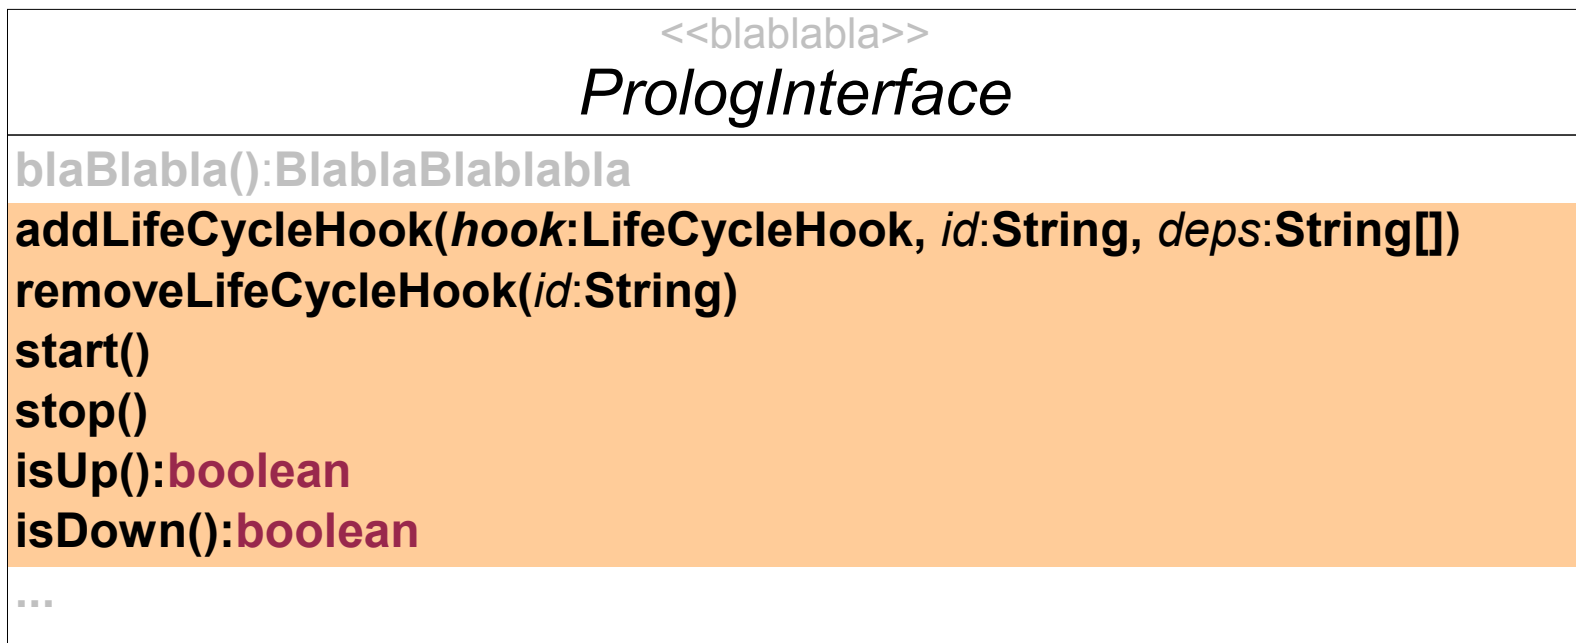 <<blablabla>>
PrologInterface
blaBlabla():BlablaBlablabla
addLifeCycleHook(hook:LifeCycleHook, id:String, deps:String[])
removeLifeCycleHook(id:String)
start()
stop()
isUp():boolean
isDown():boolean
...